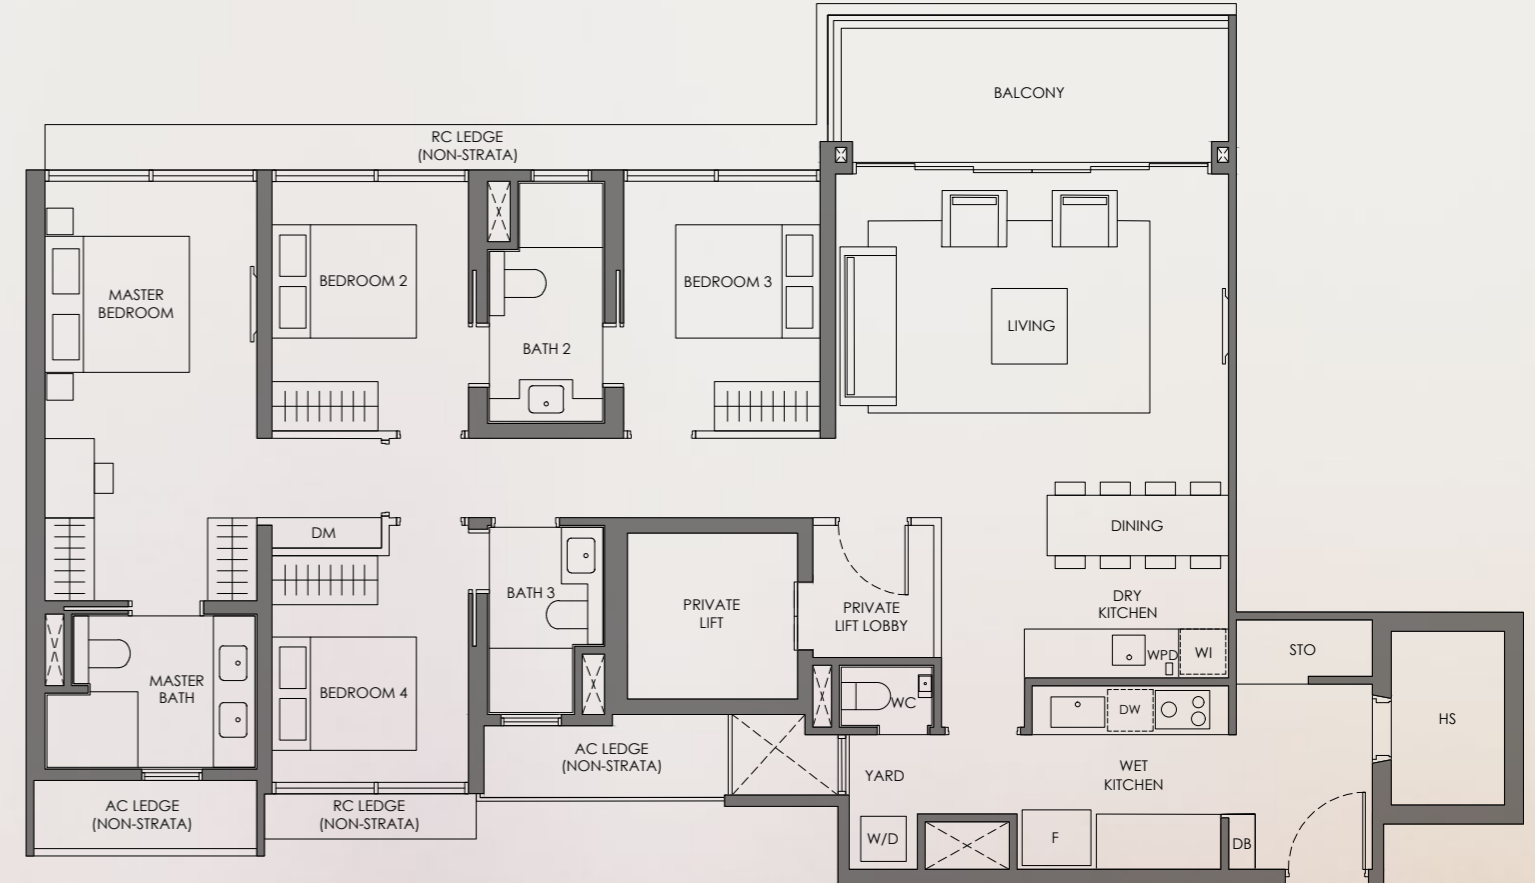 BALCONY
RC LEDGE
(NON-STRATA)
MASTER
BEDROOM
BEDROOM 2
BATH 2
BEDROOM 3
LIVING
DINING
DM
BATH 3
PRIVATE
LIFT
PRIVATE
LIFT LOBBY
DRY
KITCHEN
WPD
WI
STO
MASTER
BATH
BEDROOM 4
WC
DW
HS
AC LEDGE
(NON-STRATA)
YARD
WET
KITCHEN
AC LEDGE
(NON-STRATA)
RC LEDGE
(NON-STRATA)
W/D
F
DB